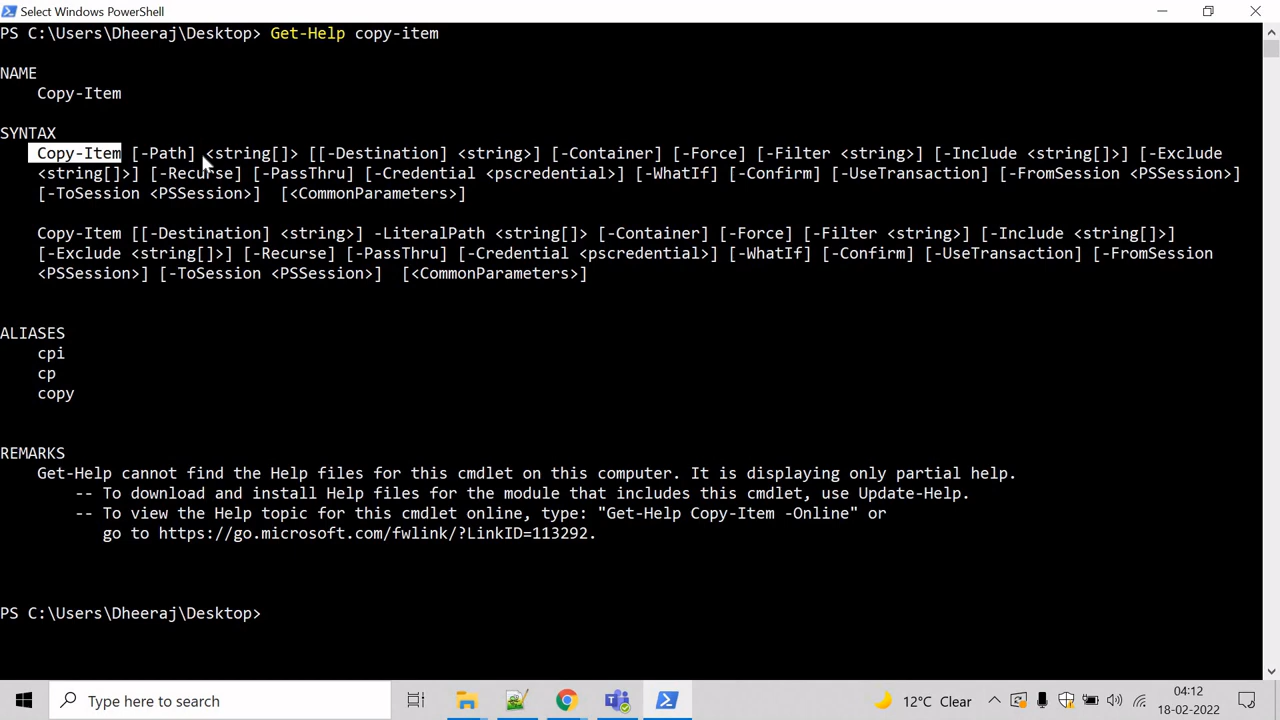 Select Windows PowerShell
PS C:\Users\Dheeraj\Desktop> Get-Help copy-item
NAME
Copy-Item
SYNTAX
Copy-Item [-Path] <string[]> [[-Destination] <string>] [-Container] [-Force] [-Filter <string>] [-Include <string[]>] [-Exclude
<string[]>] [-Recurse] [-PassThru] [-Credential <pscredential>] [-WhatIf] [-Confirm] [-UseTransaction] [-FromSession <PSSession>]
[-ToSession <PSSession>]  [<CommonParameters>]
Copy-Item [[-Destination] <string>] -LiteralPath <string[]> [-Container] [-Force] [-Filter <string>] [-Include <string[]>]
[-Exclude <string[]>] [-Recurse] [-PassThru] [-Credential <pscredential>] [-WhatIf] [-Confirm] [-UseTransaction] [-FromSession
<PSSession>] [-ToSession <PSSession>]  [<CommonParameters>]
ALIASES
cpi
cp
copy
REMARKS
Get-Help cannot find the Help files for this cmdlet on this computer. It is displaying only partial help.
-- To download and install Help files for the module that includes this cmdlet, use Update-Help.
-- To view the Help topic for this cmdlet online, type: "Get-Help Copy-Item -Online" or
go to https://go.microsoft.com/fwlink/?LinkID=113292.
PS C:\Users\Dheeraj\Desktop>
Type here to search
12°C Clear
04:12
18-02-2022